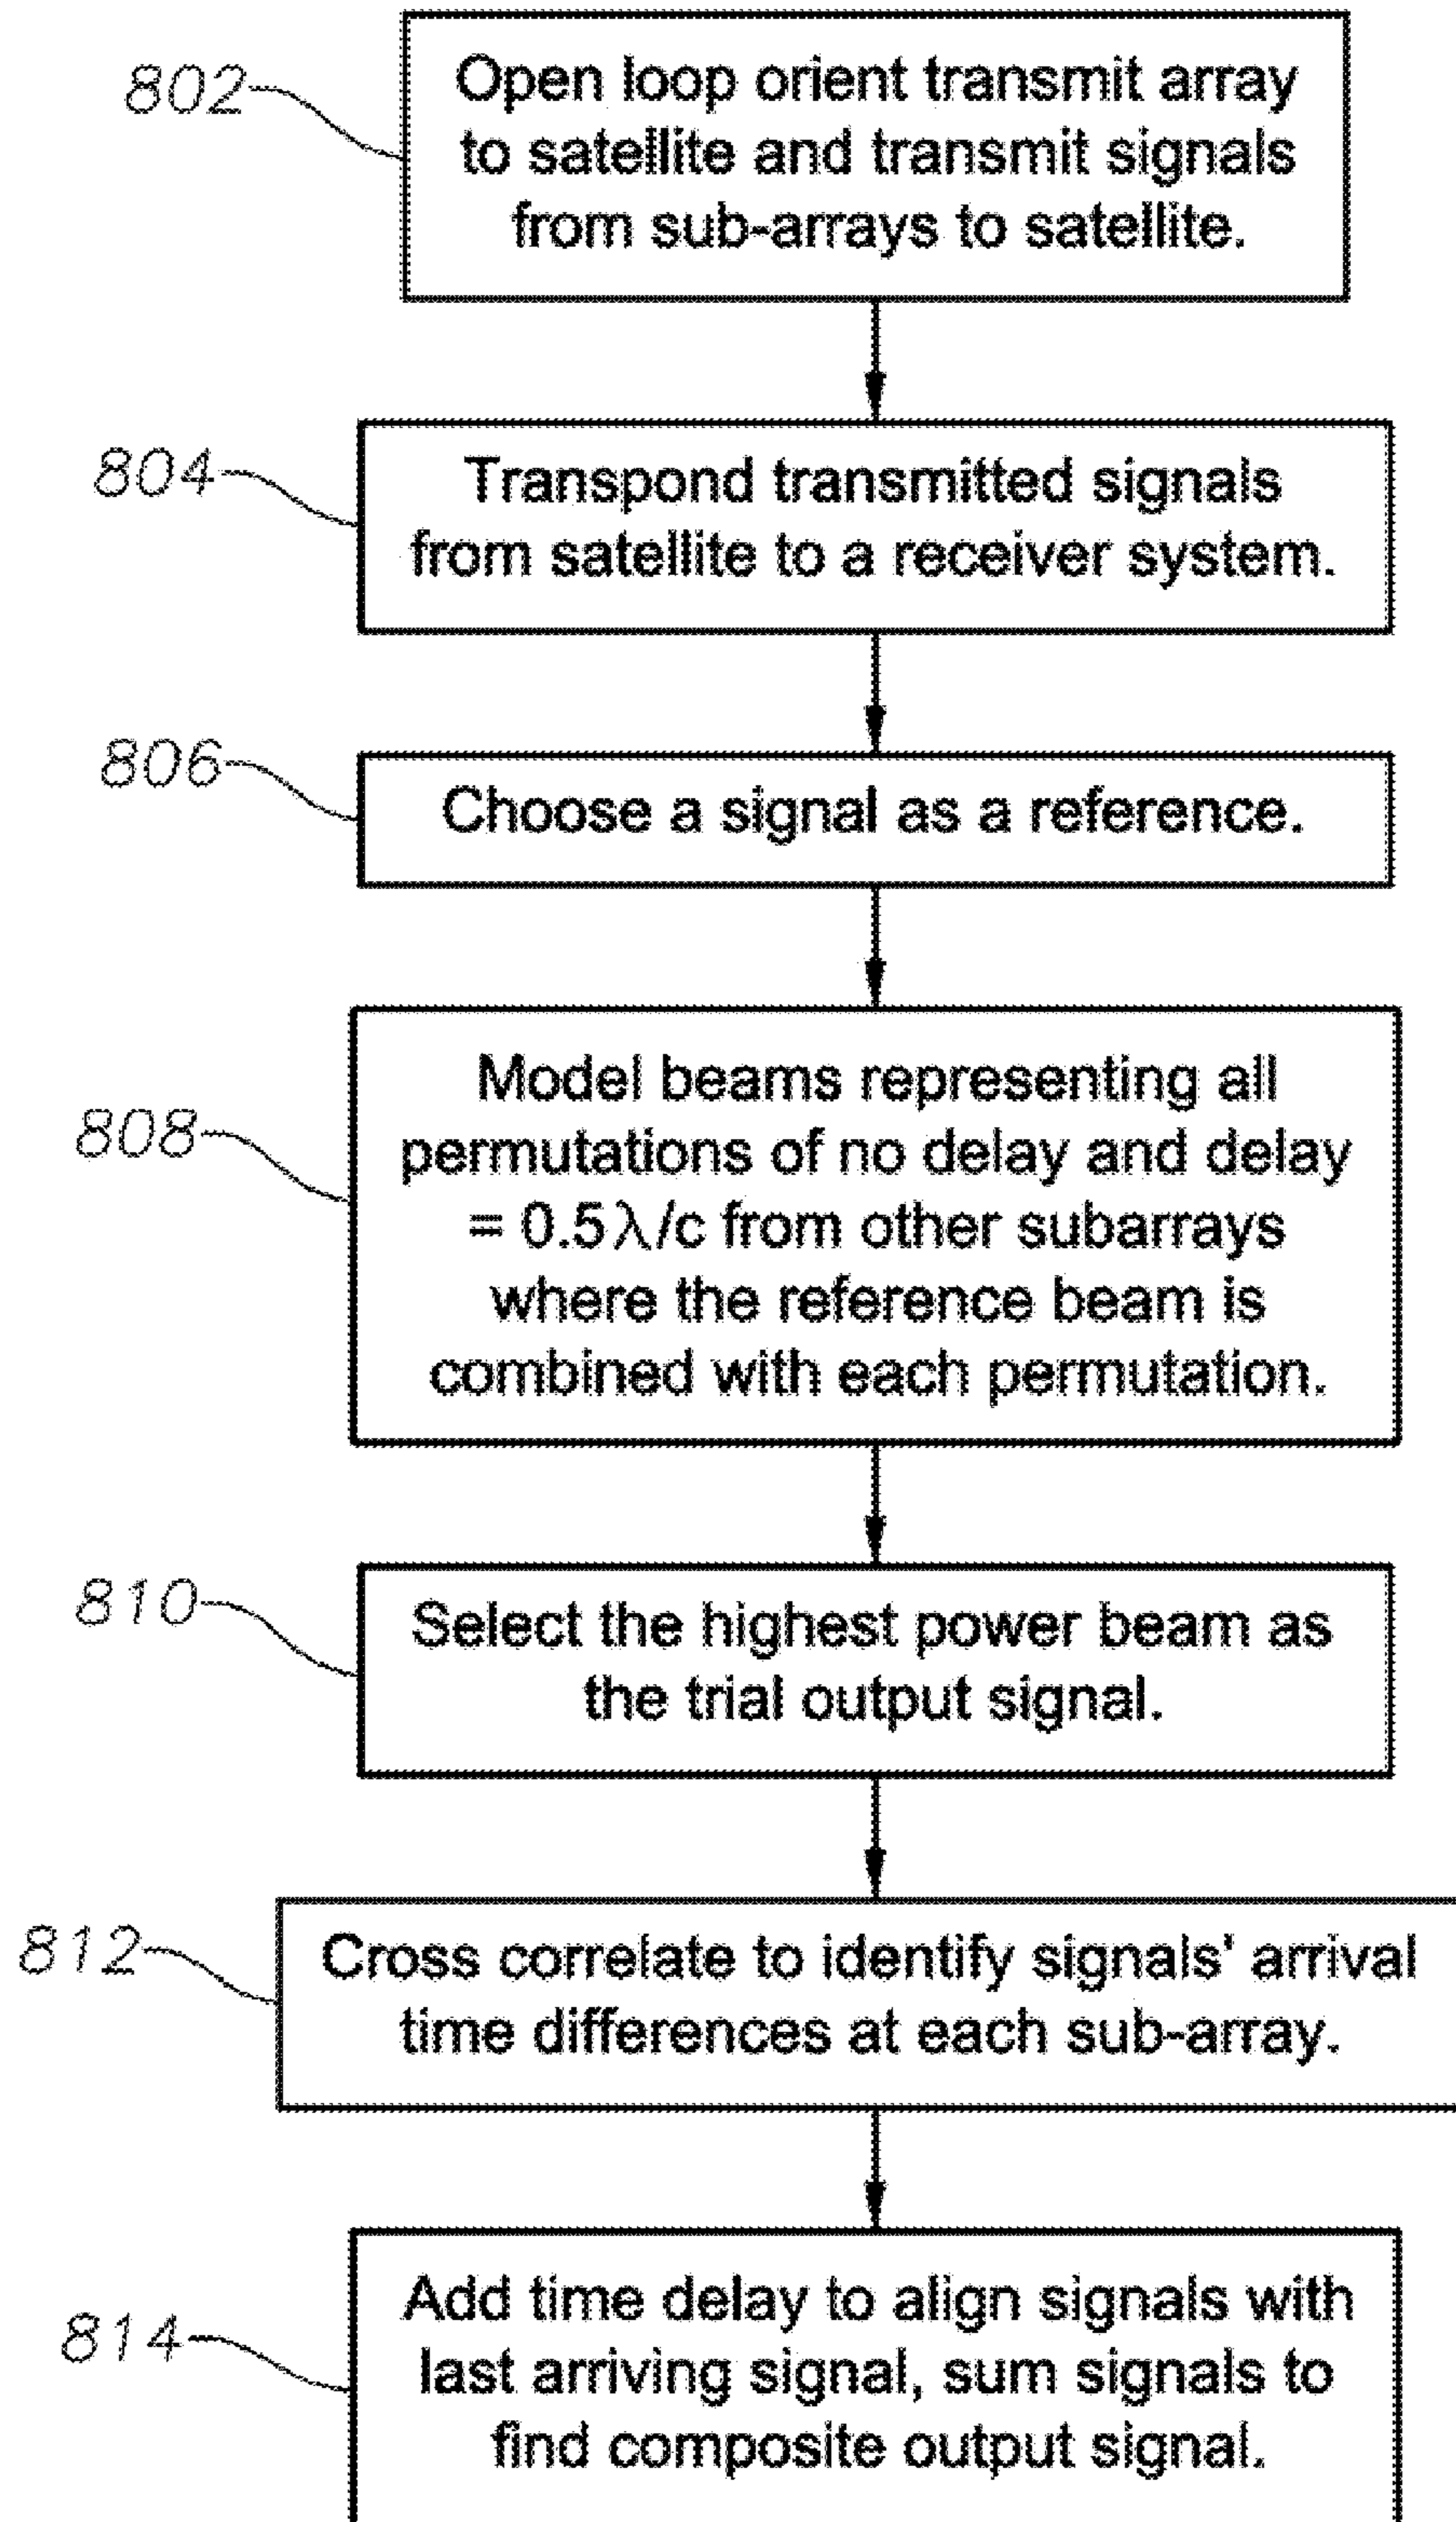 802
Open loop orient transmit array
to satellite and transmit signals
from sub-arrays to satellite.
804
Transpond transmitted signals
from satellite to a receiver system.
806
Choose a signal as a reference.
808
Model beams representing all
permutations of no delay and delay
= 0.5λ/c from other subarrays
where the reference beam is
combined with each permutation.
810
Select the highest power beam as
the trial output signal.
812
Cross correlate to identify signals' arrival
time differences at each sub-array.
814
Add time delay to align signals with
last arriving signal, sum signals to
find composite output signal.